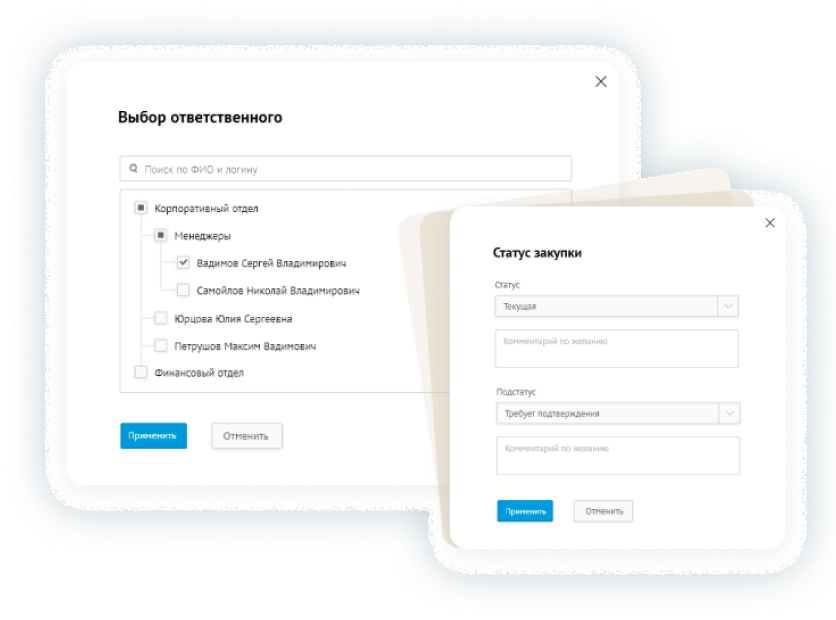 Выбор ответственного
Поиск по ФИО и логину
Корпоративный отдел
Менеджеры
Вадимов Сергей Владимирович
Самойлов Николай Владимирович
Юрцова Юлия Сергеевна
Петрушов Максим Вадимович
Финансовый отдел
Применить
Отменить
Статус закупки
Статус
Текущая
Комментарий по желанию
Подстатус
Требует подтверждения
Комментарий по желанию
Применить
Отменить